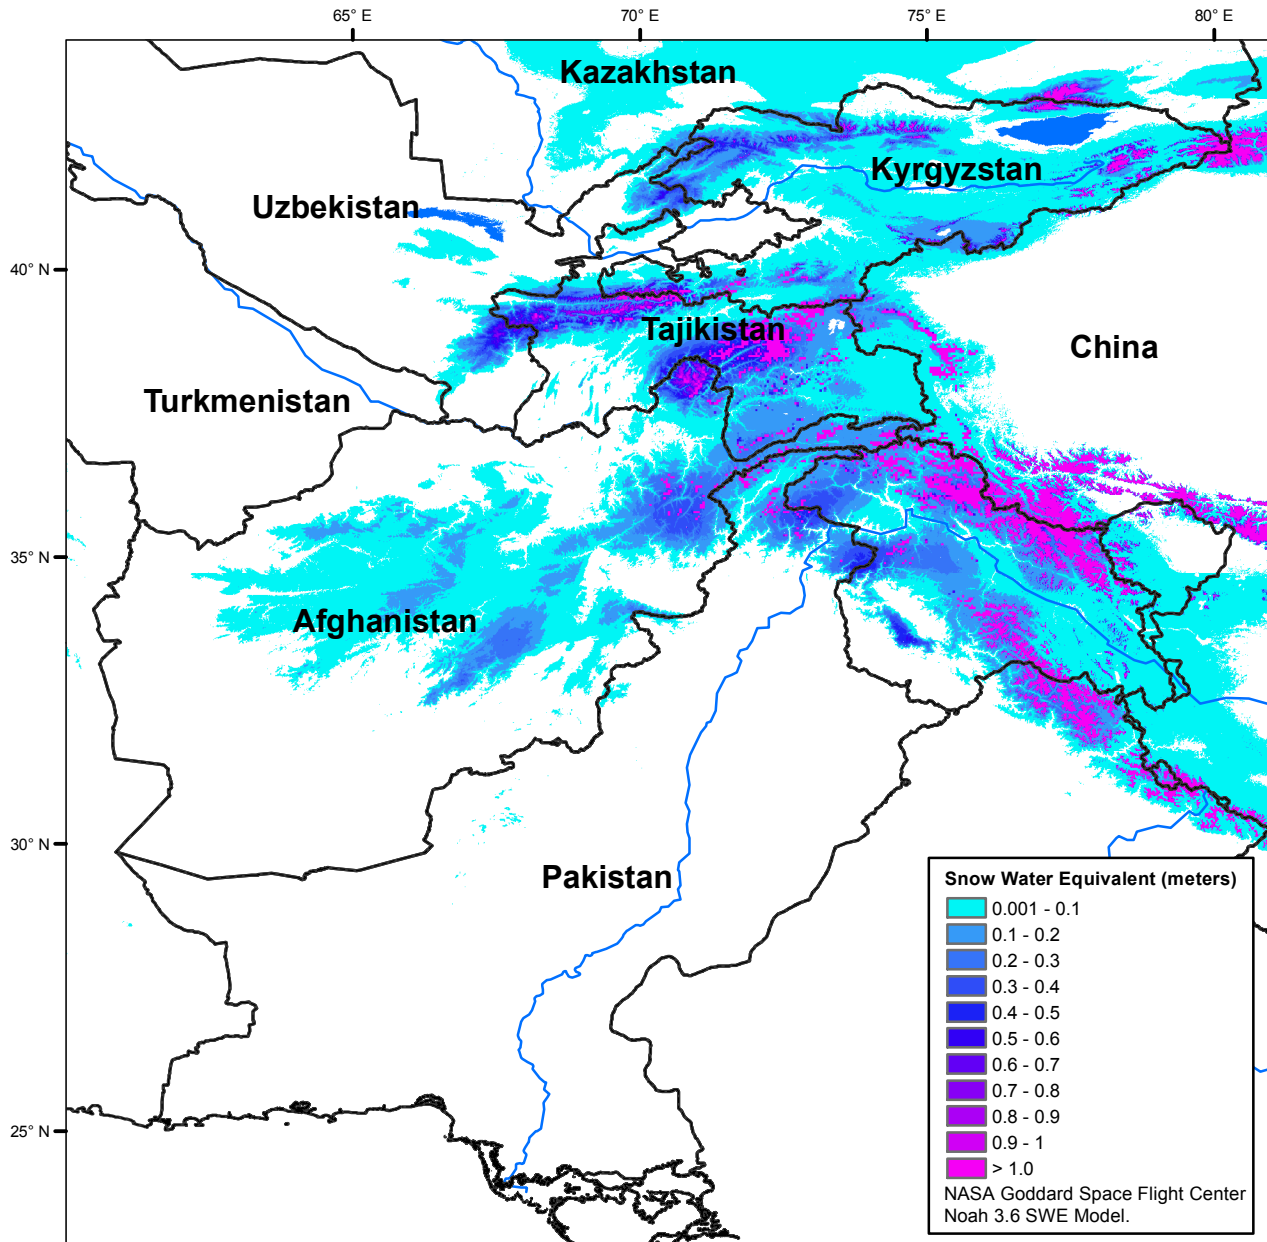 65° E
70° E
75° E
80° E
Kazakhstan
Kyrgyzstan
Uzbekistan
40° N
Tajikistan
China
Turkmenistan
35° N
Afghanistan
30° N
Pakistan
25° N
Snow Water Equivalent (meters)
0.001 - 0.1
0.1 - 0.2
0.2 - 0.3
0.3 - 0.4
0.4 - 0.5
0.5 - 0.6
0.6 - 0.7
0.7 - 0.8
0.8 - 0.9
0.9 - 1
> 1.0
NASA Goddard Space Flight Center
Noah 3.6 SWE Model.